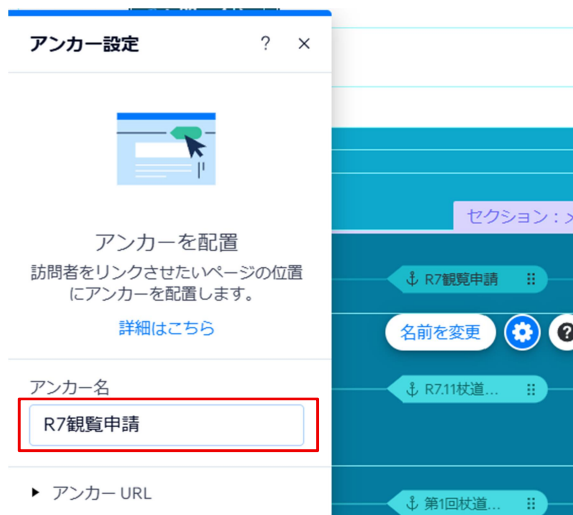 アンカー設定
?
アンカーを配置
訪問者をリンクさせたいページの位置
にアンカーを配置します。
詳細はこちら
アンカー名
R7観覧申請
アンカー URL
セクション：メ
R7観覧申請
名前を変更
?
R7.11杖道...
第1回杖道...